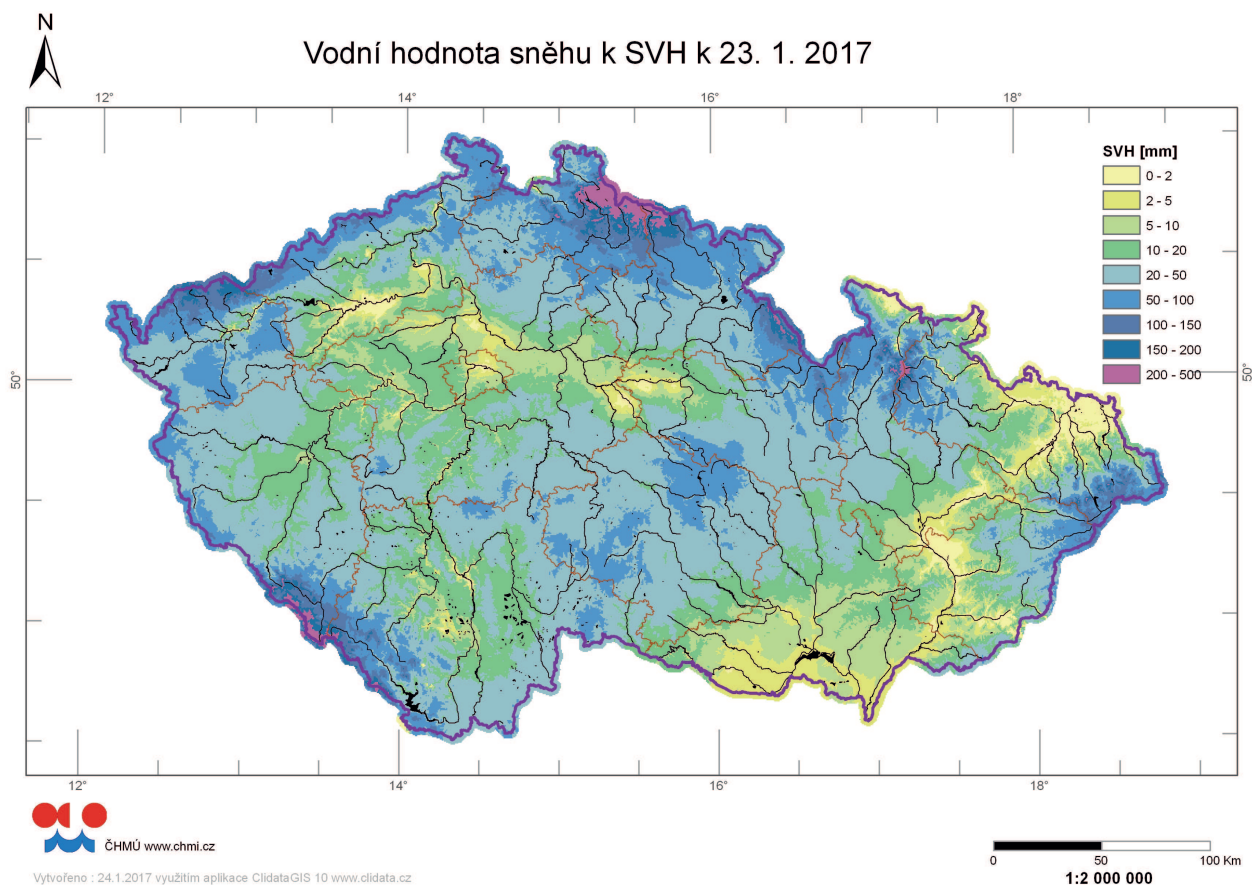 N
Vodní hodnota sněhu k SVH k 23. 1. 2017
12° 14° 16° 18°
SVH [mm]
0 - 2
2 - 5
5 - 10
10 - 20
20 - 50
50 - 100
100 - 150
150 - 200
200 - 500
50° 50°
12° 14° 16° 18°
ČHMÚ www.chmi.cz
0 50 100 Km
1:2 000 000
Vytvořeno : 24.1.2017 využitím aplikace ClidataGIS 10 www.clidata.cz